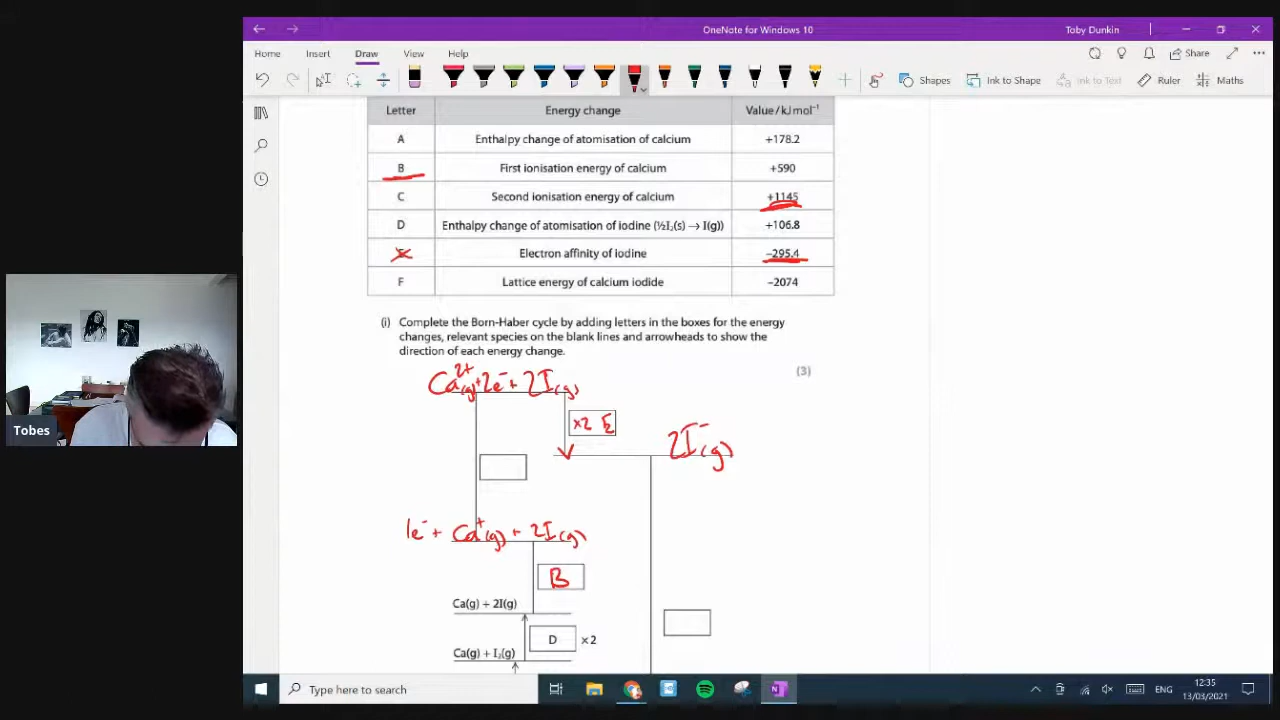 OneNote for Windows 10
Toby Dunkin
Home Insert Draw View Help
Share
Shapes Ink to Shape Ink to Text Ruler Maths
Letter Energy change Value / kJ mol⁻¹
A Enthalpy change of atomisation of calcium +178.2
B First ionisation energy of calcium +590
C Second ionisation energy of calcium +1145
D Enthalpy change of atomisation of iodine (½I₂(s) → I(g)) +106.8
Electron affinity of iodine –295.4
F Lattice energy of calcium iodide –2074
(i) Complete the Born-Haber cycle by adding letters in the boxes for the energy
changes, relevant species on the blank lines and arrowheads to show the
direction of each energy change.
(3)
Ca²⁺(g) + 2e⁻ + 2I(g)
×2 E
2I⁻(g)
1e⁻ + Ca⁺(g) + 2I(g)
B
Ca(g) + 2I(g)
D ×2
Ca(g) + I₂(g)
Tobes
Type here to search
ENG
12:35
13/03/2021